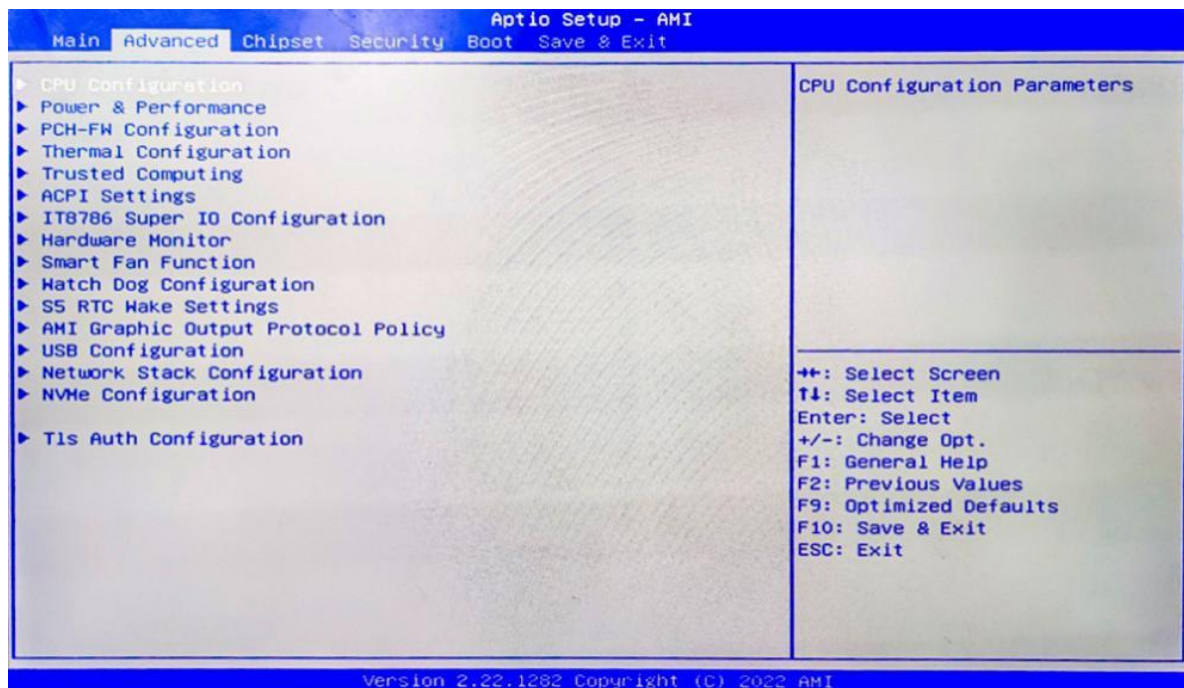 Aptio Setup – AMI
Main Advanced Chipset Security Boot Save & Exit
▶ CPU Configuration
▶ Power & Performance
▶ PCH-FW Configuration
▶ Thermal Configuration
▶ Trusted Computing
▶ ACPI Settings
▶ IT8786 Super IO Configuration
▶ Hardware Monitor
▶ Smart Fan Function
▶ Watch Dog Configuration
▶ S5 RTC Wake Settings
▶ AMI Graphic Output Protocol Policy
▶ USB Configuration
▶ Network Stack Configuration
▶ NVMe Configuration
▶ Tls Auth Configuration
CPU Configuration Parameters
→←: Select Screen
↑↓: Select Item
Enter: Select
+/-: Change Opt.
F1: General Help
F2: Previous Values
F9: Optimized Defaults
F10: Save & Exit
ESC: Exit
Version 2.22.1282 Copyright (C) 2022 AMI